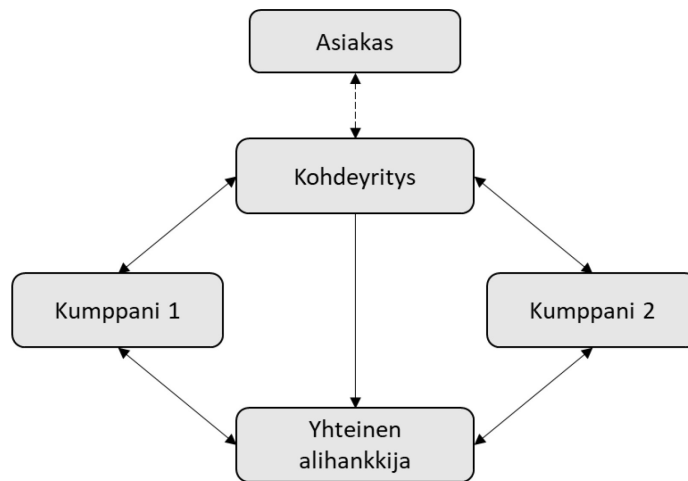 Asiakas
Kohdeyritys
Kumppani 1
Kumppani 2
Yhteinen
alihankkija